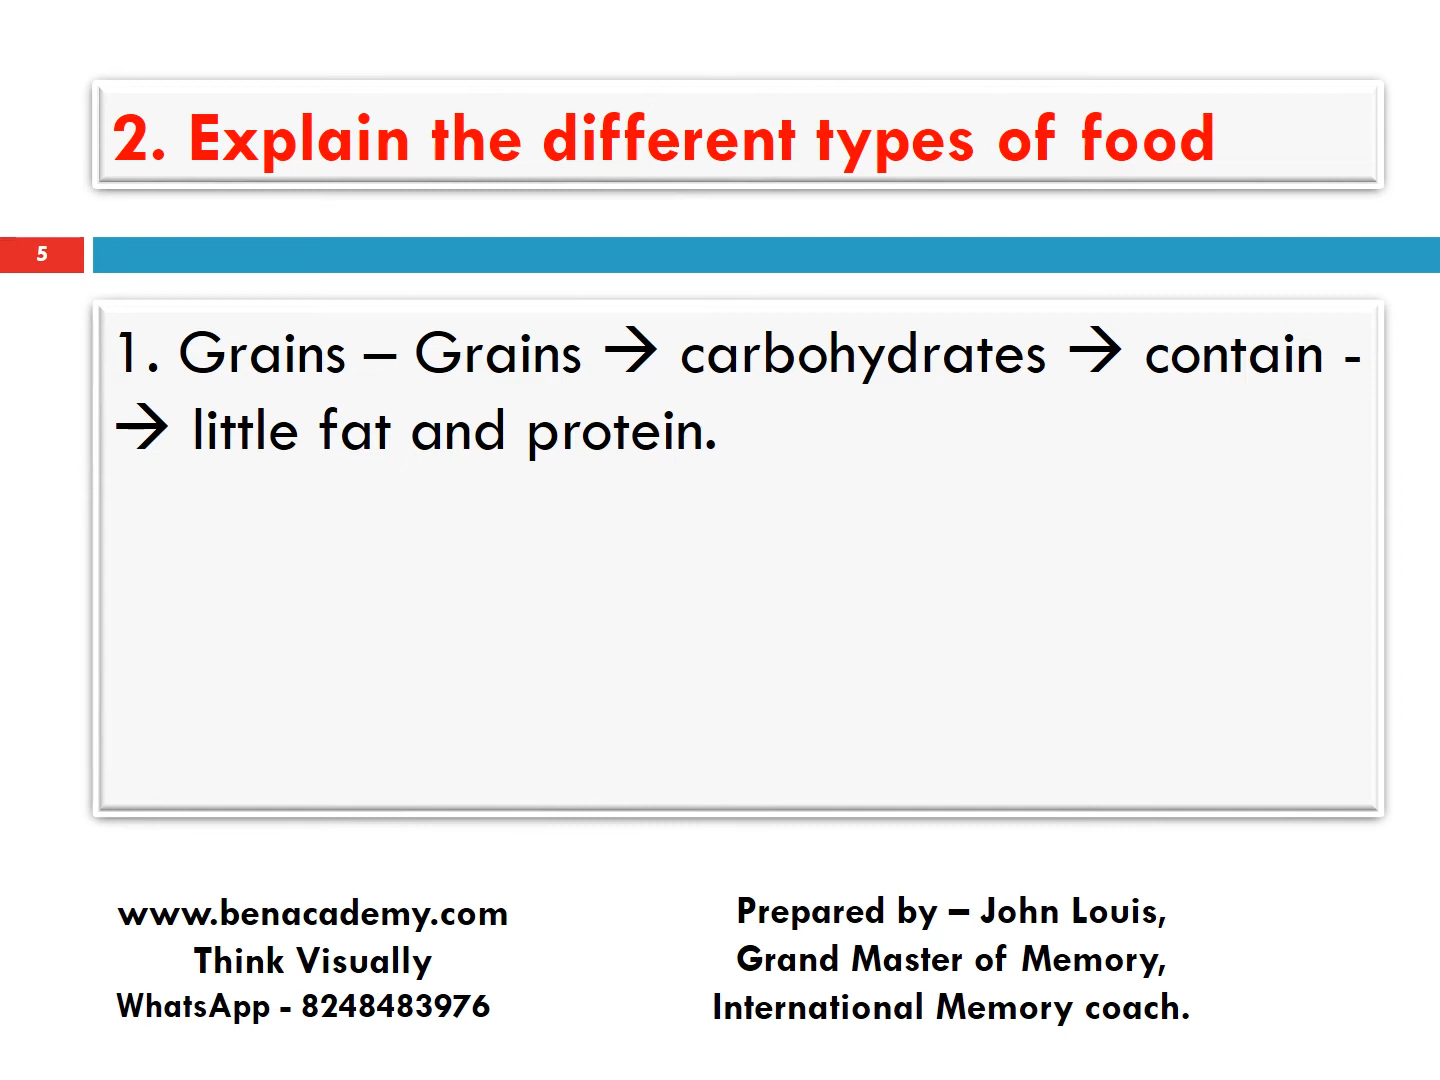 2. Explain the different types of food
5
1. Grains – Grains → carbohydrates → contain -
→ little fat and protein.
www.benacademy.com
Think Visually
WhatsApp - 8248483976
Prepared by – John Louis,
Grand Master of Memory,
International Memory coach.